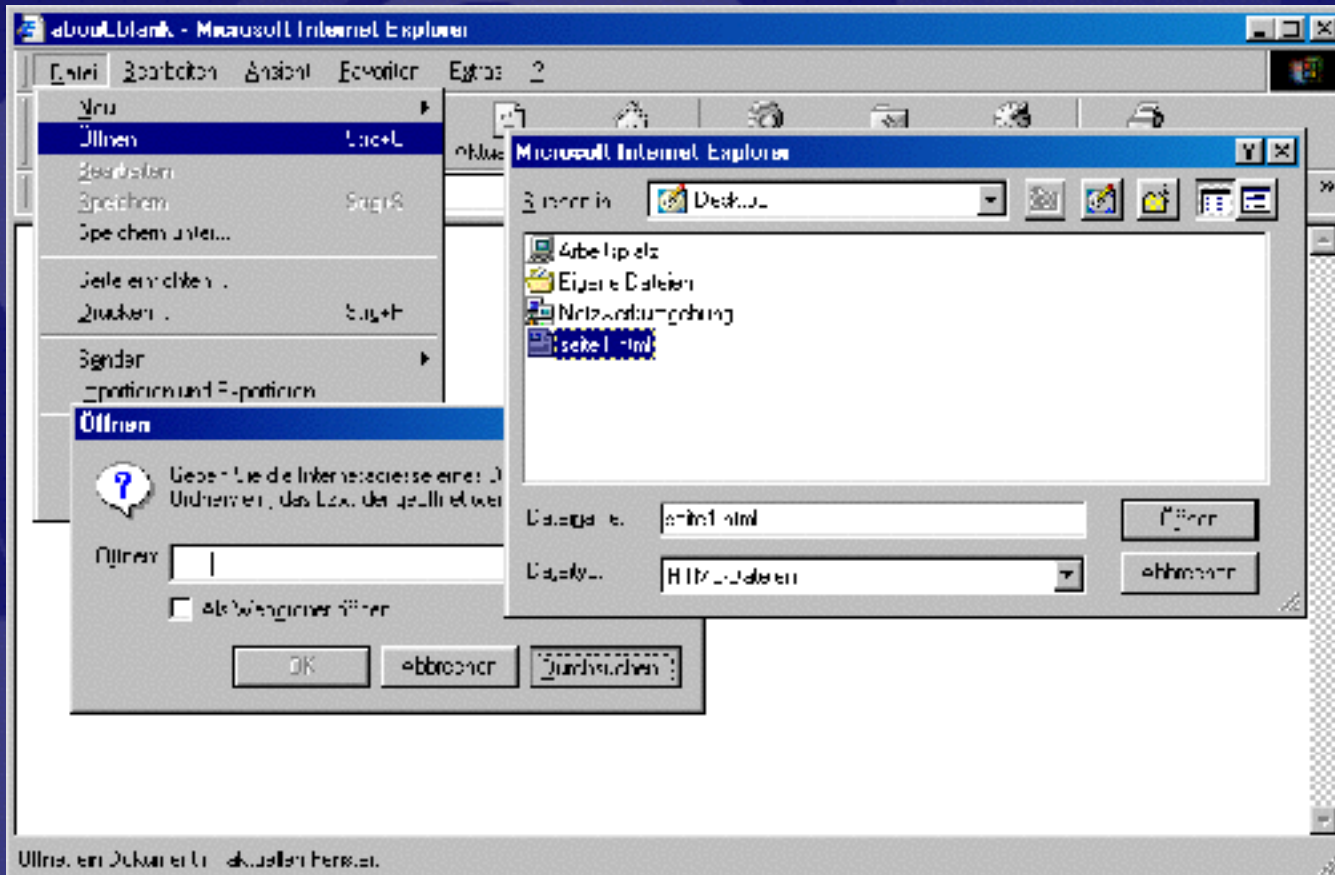 about:blank - Microsoft Internet Explorer
Datei Bearbeiten Ansicht Favoriten Extras ?
Neu
Öffnen Strg+O
Bearbeiten
Speichern Strg+S
Speichern unter...
Seite einrichten...
Drucken... Strg+P
Senden
Importieren und Exportieren...
Öffnen
Geben Sie die Internetadresse eines
das Explorer geöffnet
Öffnen:
Als Webordner öffnen
OK Abbrechen Durchsuchen...
Microsoft Internet Explorer
Suchen in: Desktop
Arbeitsplatz
Eigene Dateien
Netzwerkumgebung
seite1.html
Dateiname: seite1.html Öffnen
Dateityp: HTML-Dateien Abbrechen
Öffnet ein Dokument im aktuellen Fenster.